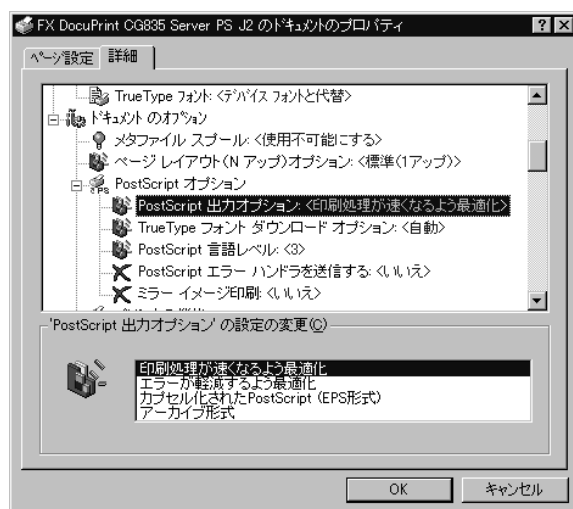 FX DocuPrint CG835 Server PS J2 のドキュメントのプロパティ
ページ設定 詳細
TrueType フォント: <デバイス フォントと代替>
ドキュメント のオプション
メタファイル スプール: <使用不可能にする>
ページ レイアウト(N アップ)オプション: <標準(1アップ)>
PostScript オプション
PostScript 出力オプション: <印刷処理が速くなるよう最適化>
TrueType フォント ダウンロード オプション: <自動>
PostScript 言語レベル: <3>
PostScript エラー ハンドラを送信する: <いいえ>
ミラー イメージ印刷: <いいえ>
'PostScript 出力オプション' の設定の変更(C)
印刷処理が速くなるよう最適化
エラーが軽減するよう最適化
カプセル化されたPostScript (EPS形式)
アーカイブ形式
OK キャンセル